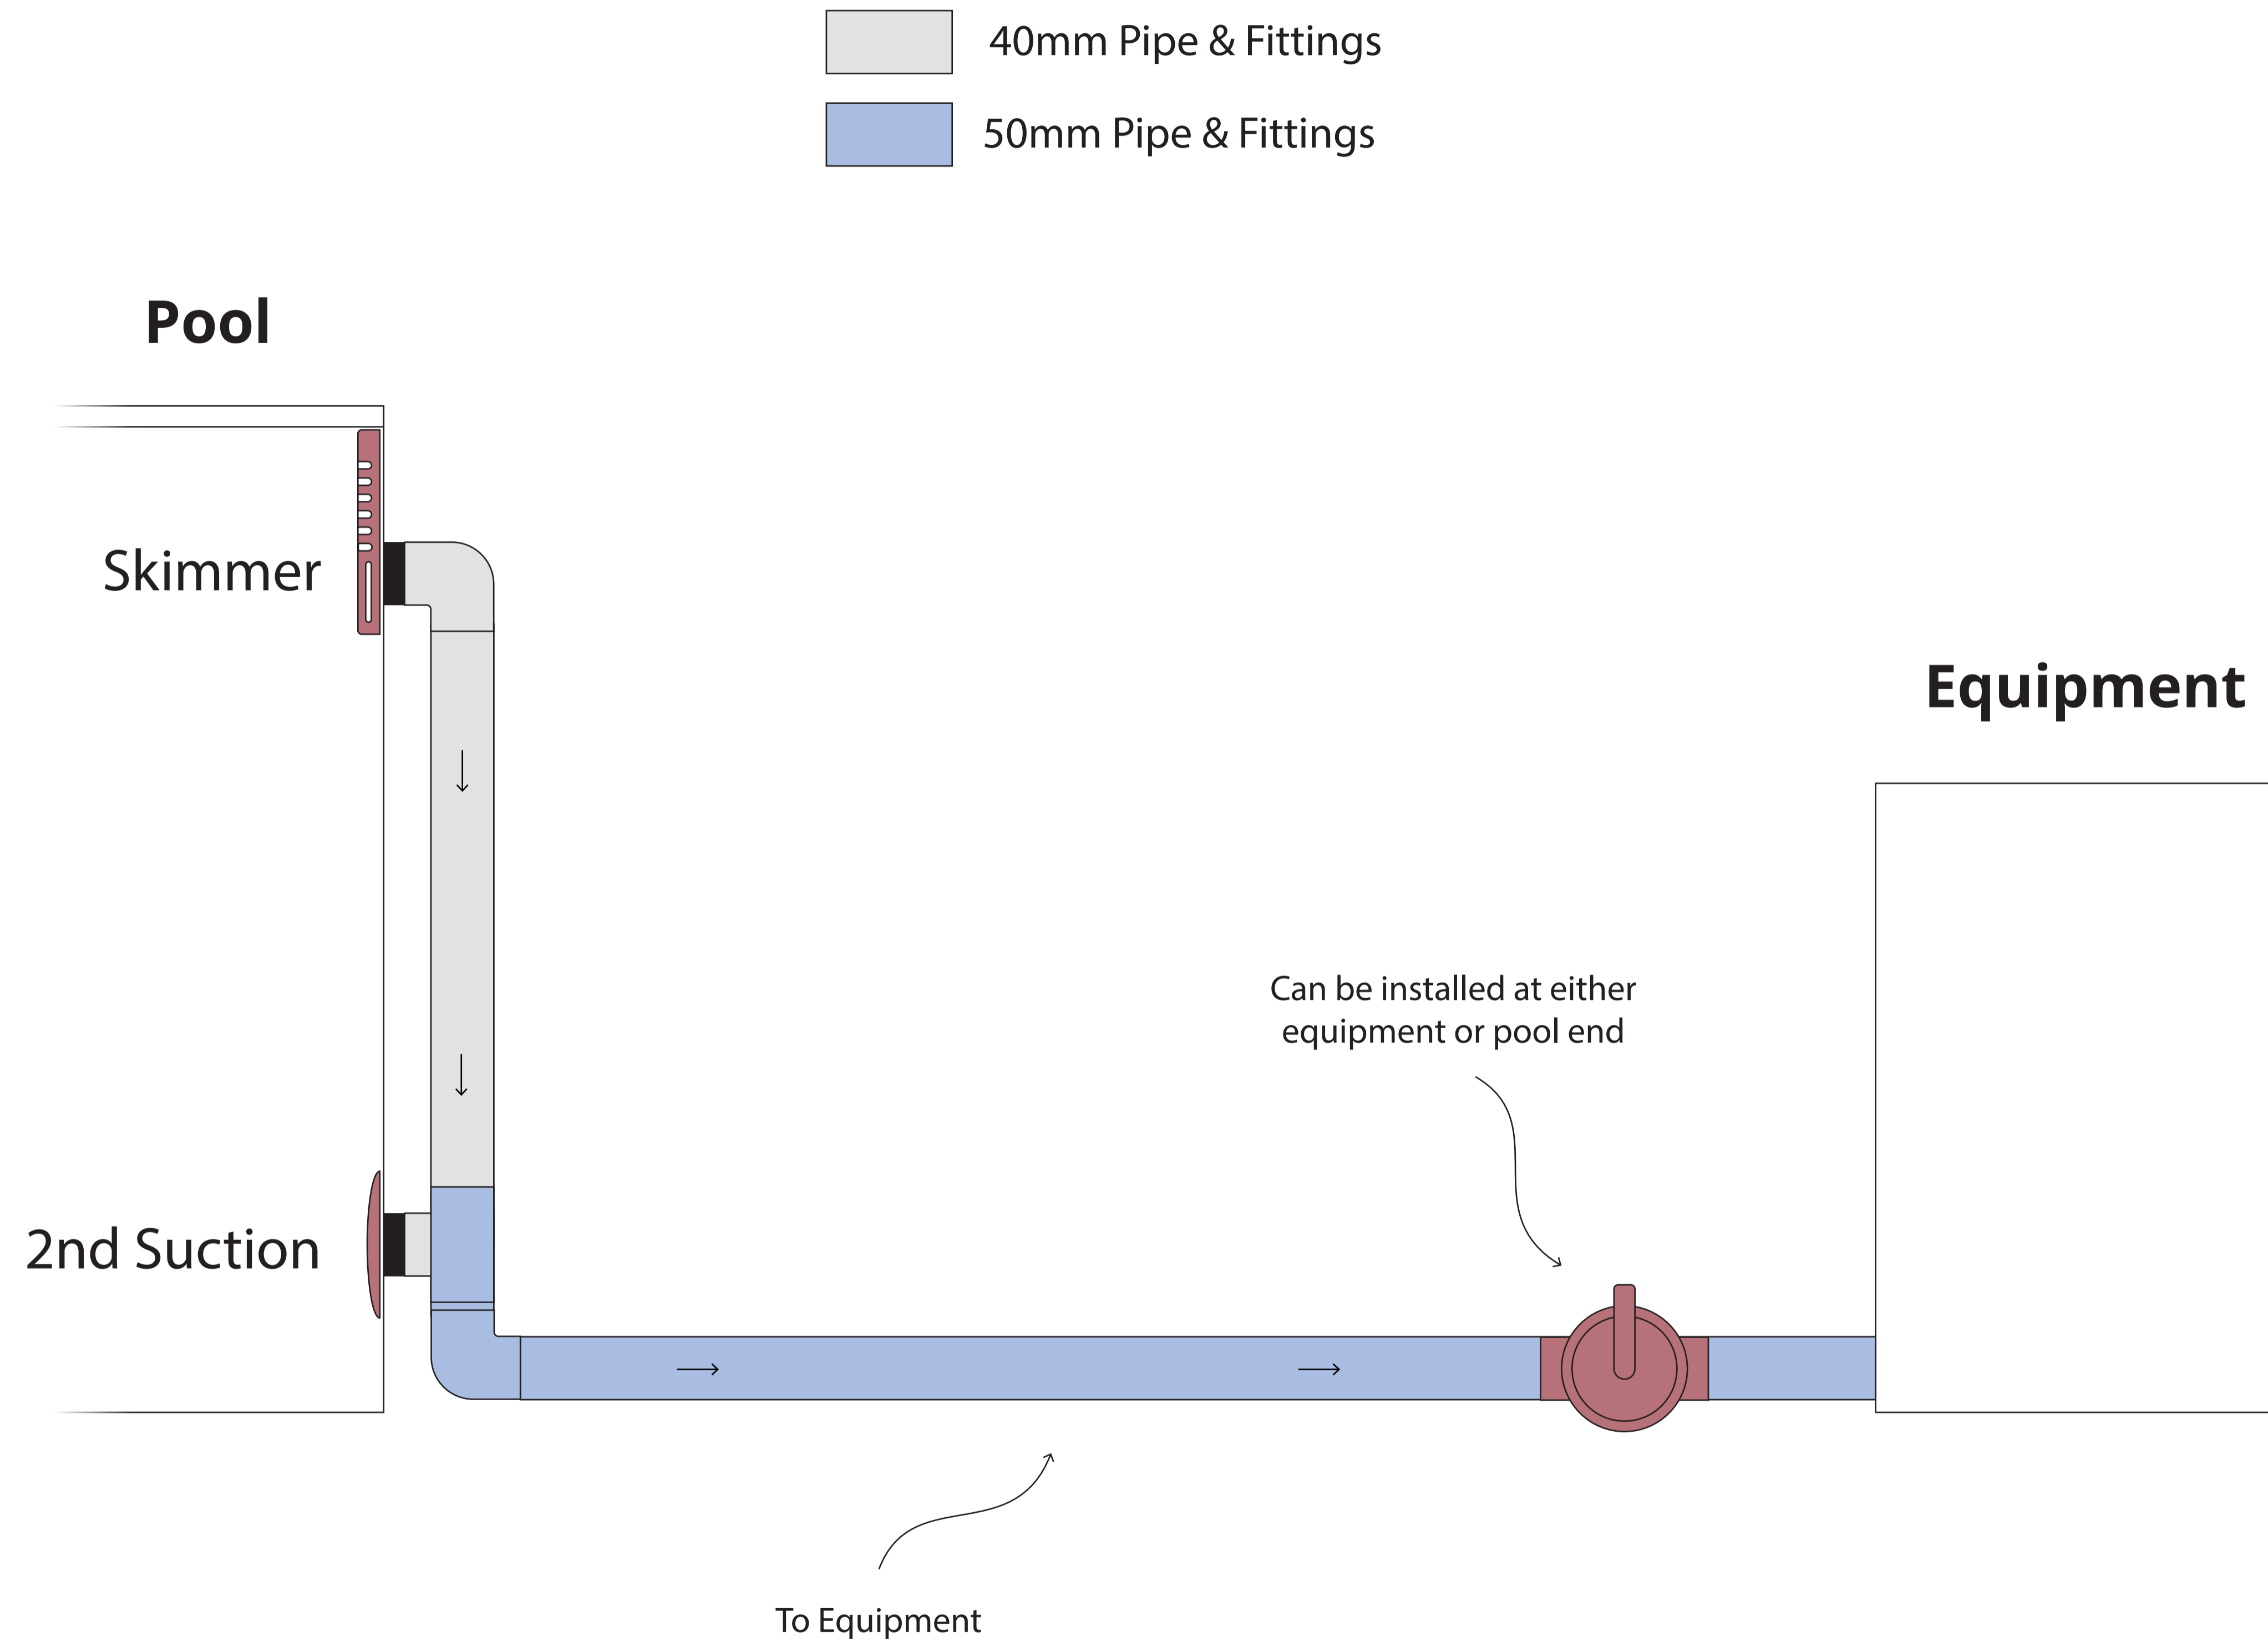 40mm Pipe & Fittings
50mm Pipe & Fittings
Pool
Skimmer
Equipment
Can be installed at either
equipment or pool end
2nd Suction
To Equipment